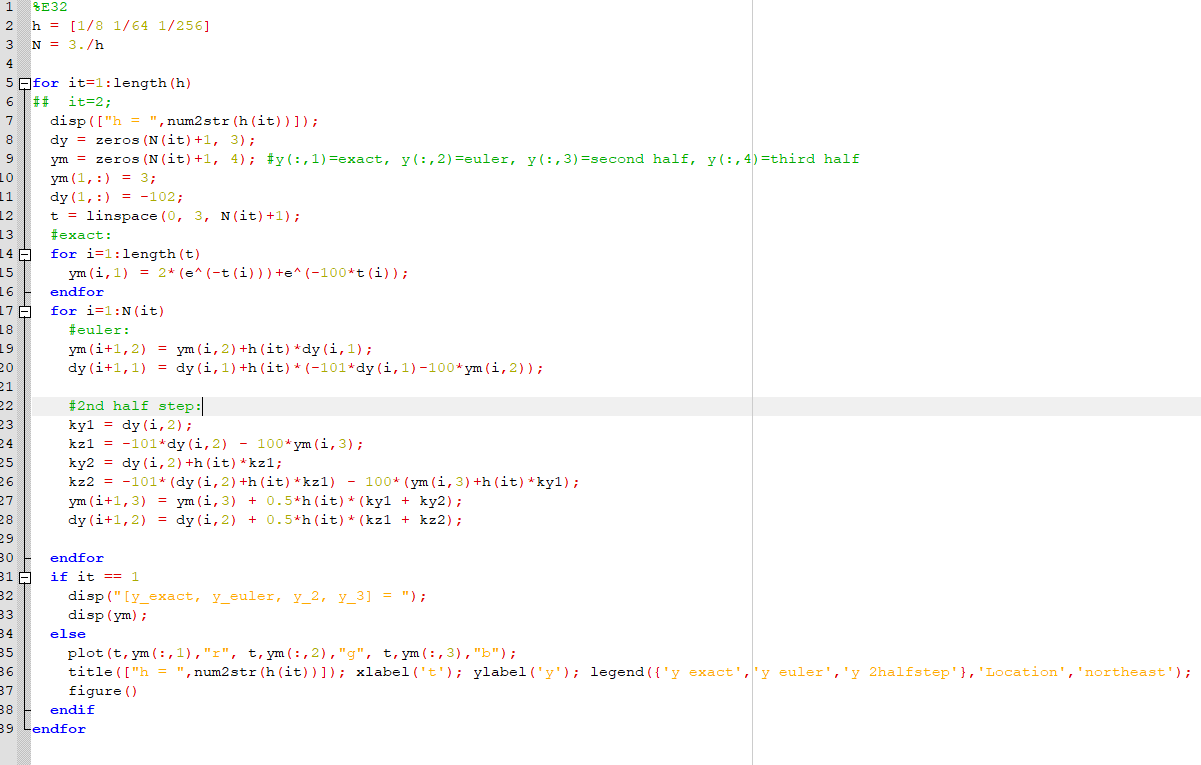 1 %E32
2 h = [1/8 1/64 1/256]
3 N = 3./h
4
5 for it=1:length(h)
6 ##  it=2;
7   disp(["h = ",num2str(h(it))]);
8   dy = zeros(N(it)+1, 3);
9   ym = zeros(N(it)+1, 4); #y(:,1)=exact, y(:,2)=euler, y(:,3)=second half, y(:,4)=third half
10   ym(1,:) = 3;
11   dy(1,:) = -102;
12   t = linspace(0, 3, N(it)+1);
13   #exact:
14   for i=1:length(t)
15     ym(i,1) = 2*(e^(-t(i)))+e^(-100*t(i));
16   endfor
17   for i=1:N(it)
18     #euler:
19     ym(i+1,2) = ym(i,2)+h(it)*dy(i,1);
20     dy(i+1,1) = dy(i,1)+h(it)*(-101*dy(i,1)-100*ym(i,2));
21
22     #2nd half step:
23     ky1 = dy(i,2);
24     kz1 = -101*dy(i,2) - 100*ym(i,3);
25     ky2 = dy(i,2)+h(it)*kz1;
26     kz2 = -101*(dy(i,2)+h(it)*kz1) - 100*(ym(i,3)+h(it)*ky1);
27     ym(i+1,3) = ym(i,3) + 0.5*h(it)*(ky1 + ky2);
28     dy(i+1,2) = dy(i,2) + 0.5*h(it)*(kz1 + kz2);
29
30   endfor
31   if it == 1
32     disp("[y_exact, y_euler, y_2, y_3] = ");
33     disp(ym);
34   else
35     plot(t,ym(:,1),"r", t,ym(:,2),"g", t,ym(:,3),"b");
36     title(["h = ",num2str(h(it))]); xlabel('t'); ylabel('y'); legend({'y exact','y euler','y 2halfstep'},'Location','northeast');
37     figure()
38   endif
39 endfor